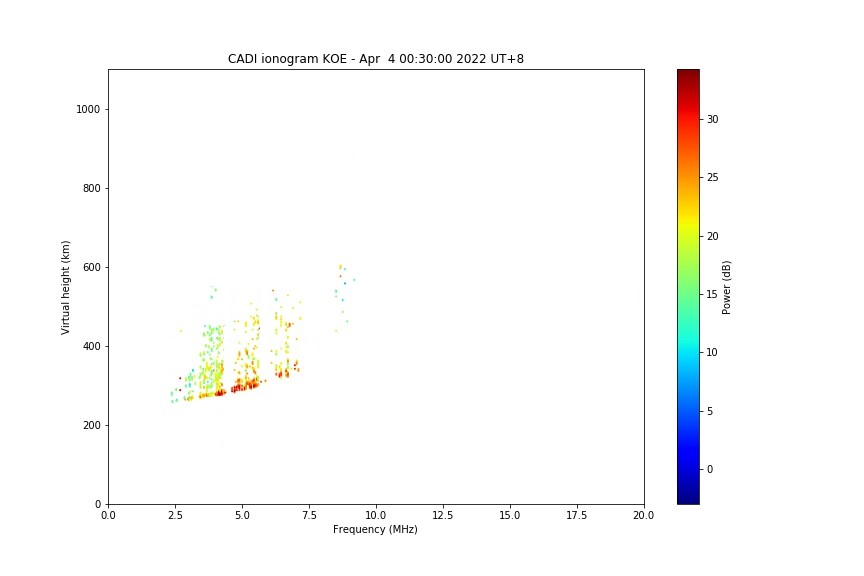 CADI ionogram KOE - Apr  4 00:30:00 2022 UT+8
Virtual height (km)
1000
800
600
400
200
0
0.0 2.5 5.0 7.5 10.0 12.5 15.0 17.5 20.0
Frequency (MHz)
30
25
20
15
10
5
0
Power (dB)